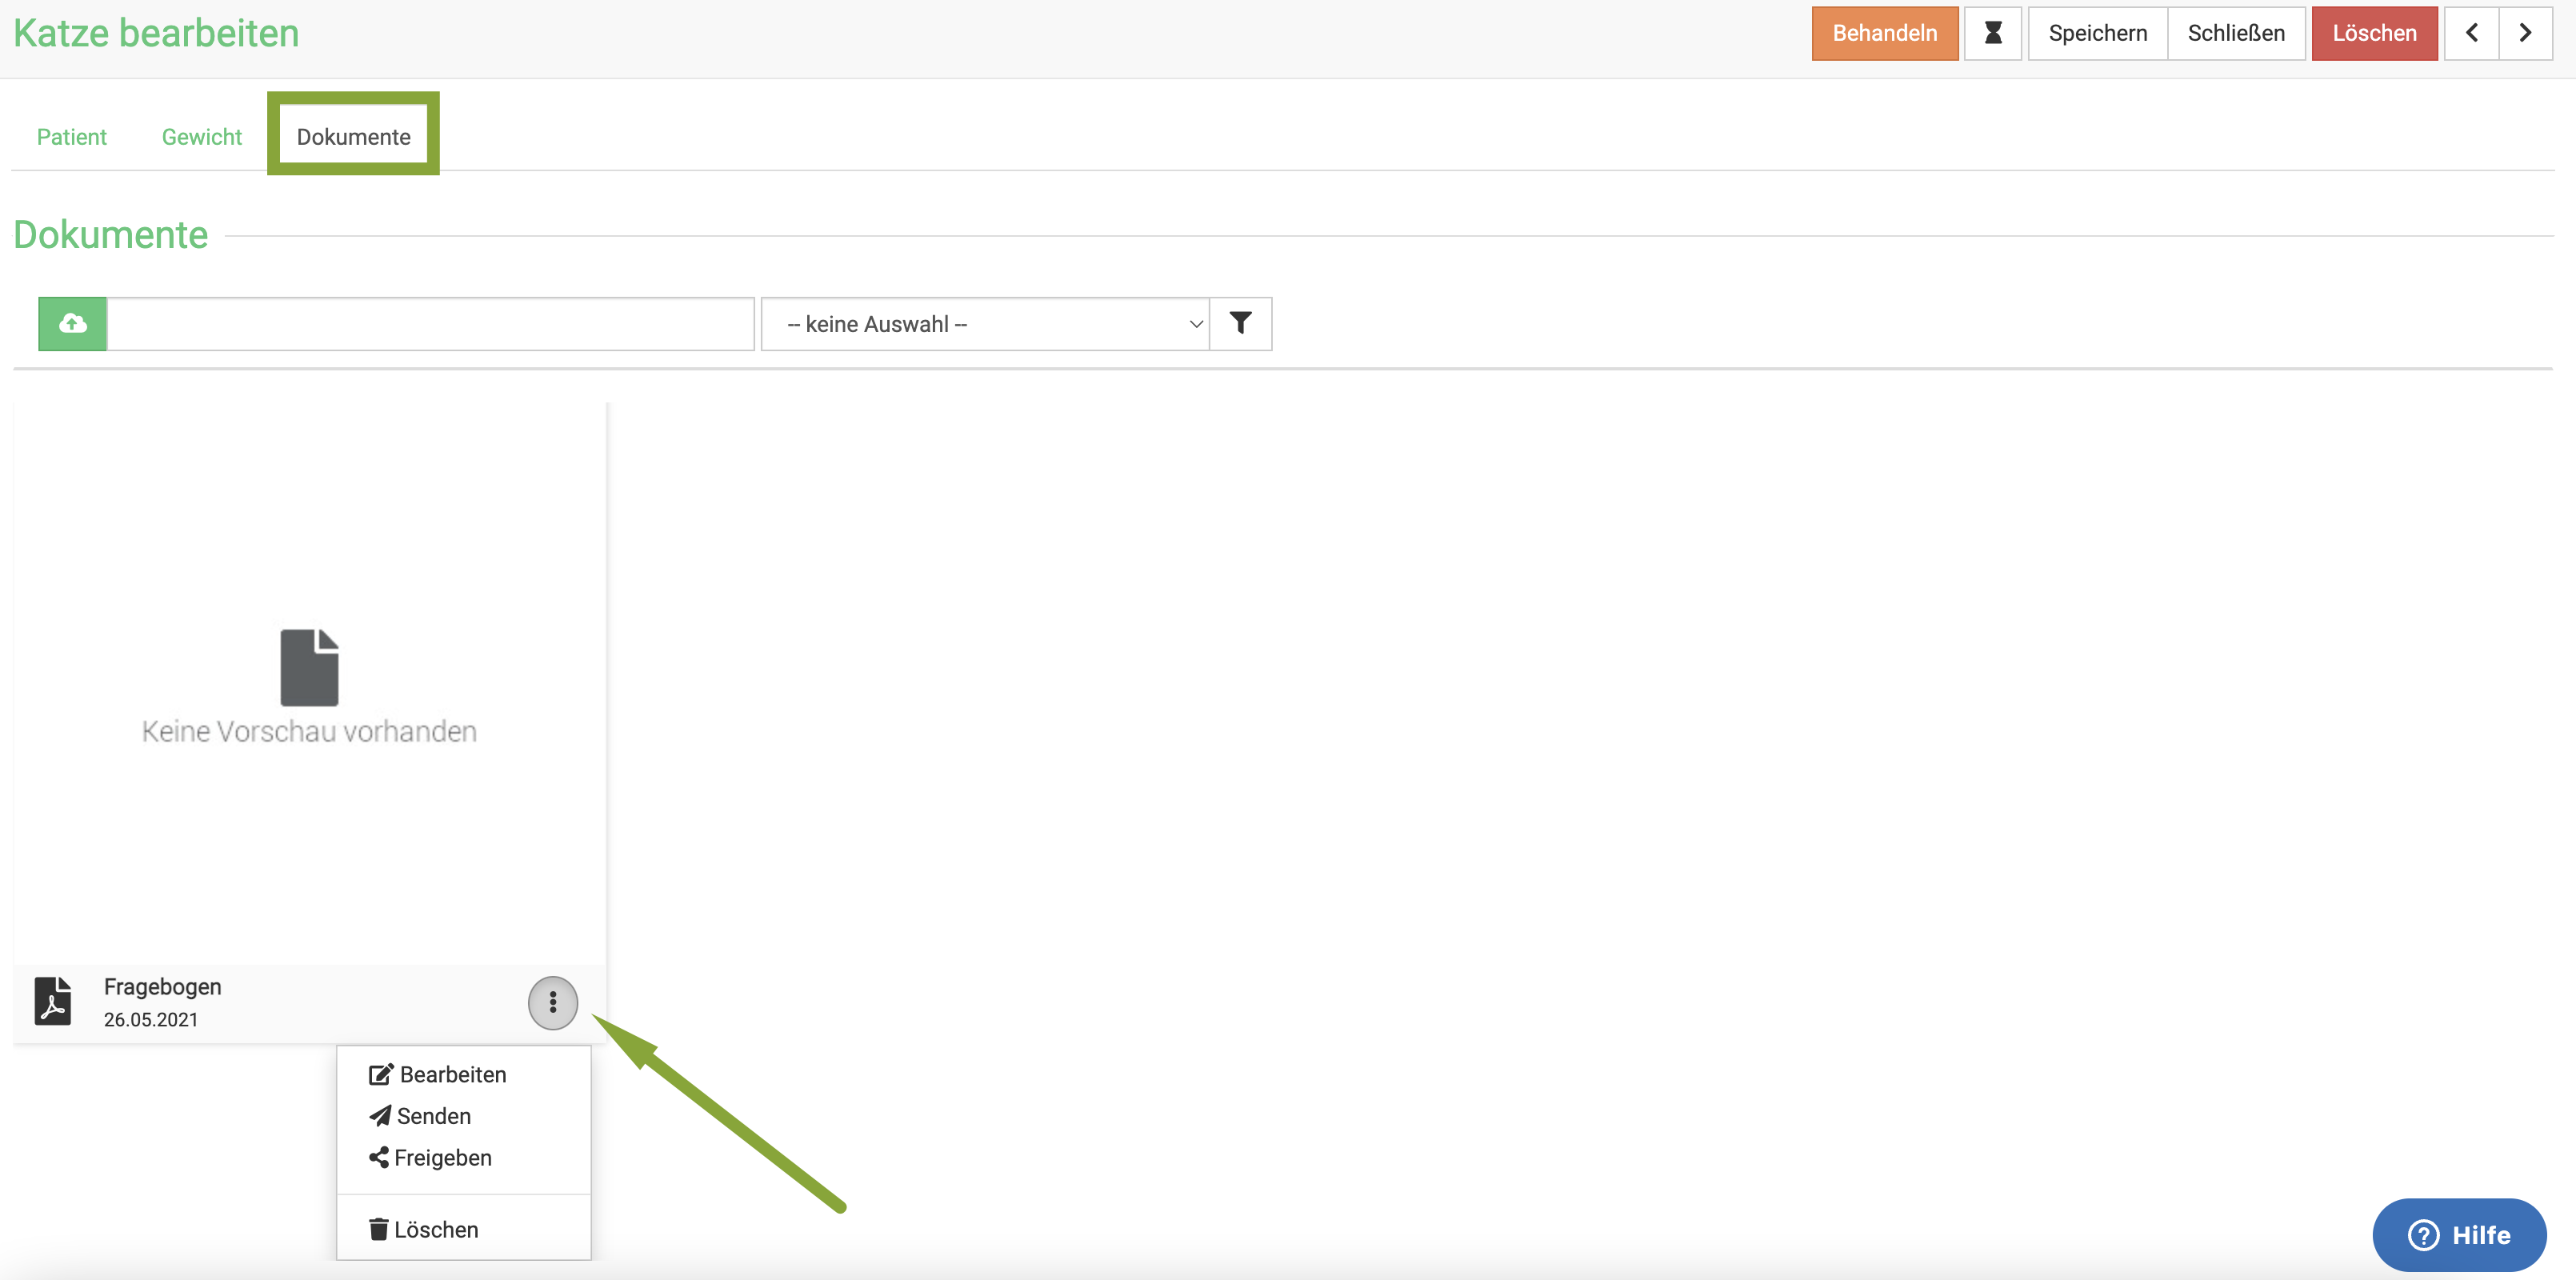 Katze bearbeiten
Behandeln
Speichern
Schließen
Löschen
Patient
Gewicht
Dokumente
Dokumente
-- keine Auswahl --
Keine Vorschau vorhanden
Fragebogen
26.05.2021
Bearbeiten
Senden
Freigeben
Löschen
Hilfe